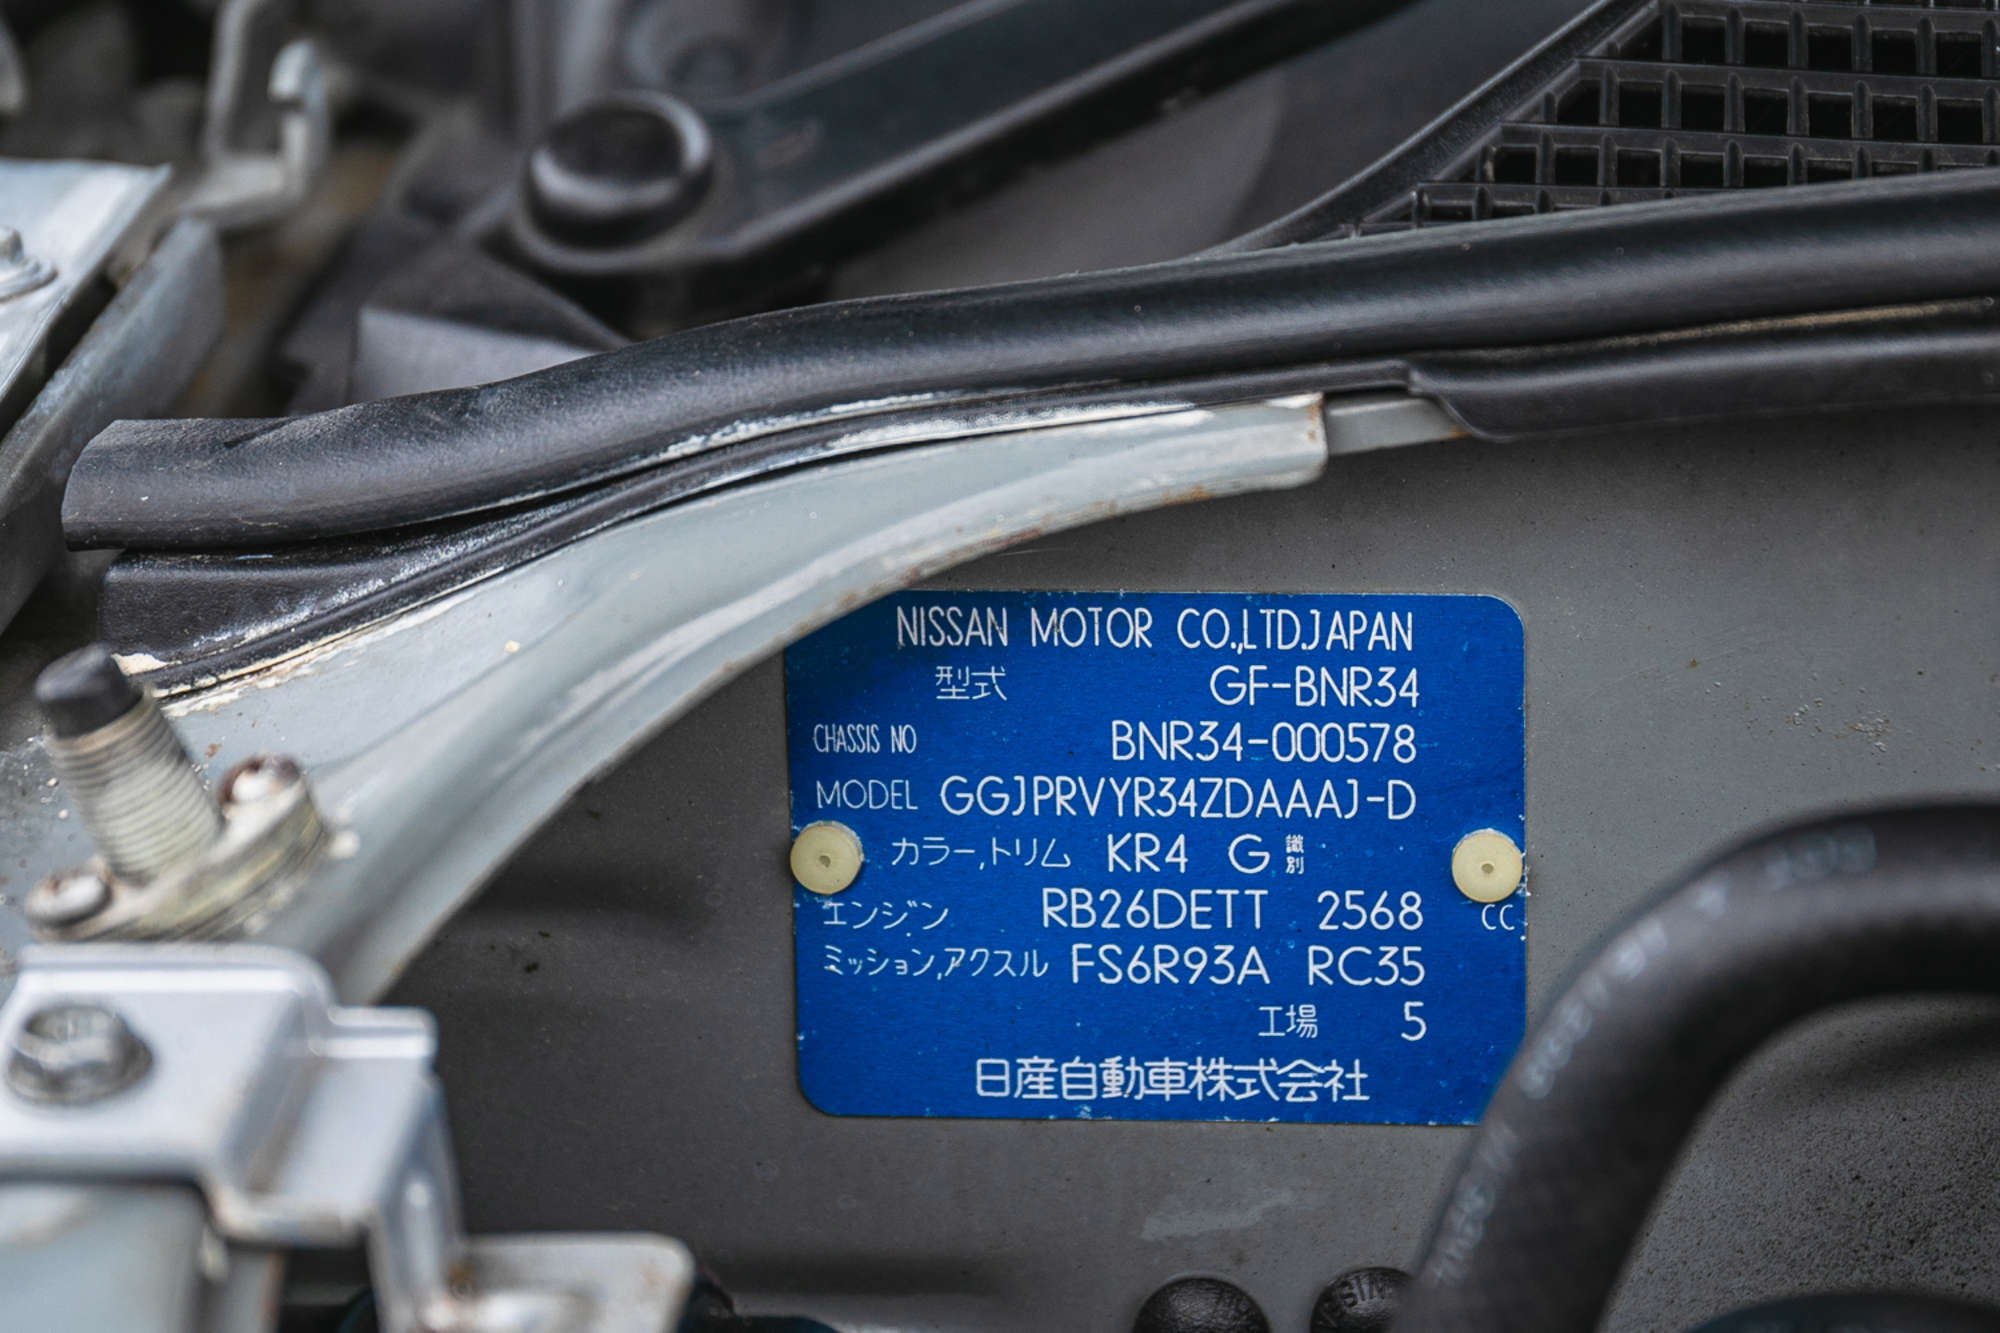 NISSAN MOTOR CO.,LTD.JAPAN
型式 GF-BNR34
CHASSIS NO BNR34-000578
MODEL GGJPRVYR34ZDAAAJ-D
カラー,トリム KR4 G 識別
エンジン RB26DETT 2568 CC
ミッション,アクスル FS6R93A RC35
工場 5
日産自動車株式会社